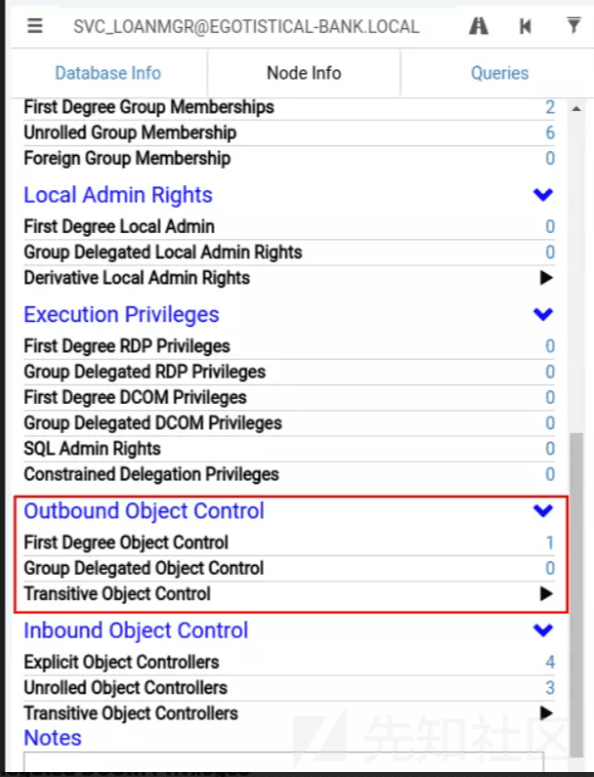 SVC_LOANMGR@EGOTISTICAL-BANK.LOCAL
Database Info Node Info Queries
First Degree Group Memberships 2
Unrolled Group Membership 6
Foreign Group Membership 0
Local Admin Rights
First Degree Local Admin 0
Group Delegated Local Admin Rights 0
Derivative Local Admin Rights
Execution Privileges
First Degree RDP Privileges 0
Group Delegated RDP Privileges 0
First Degree DCOM Privileges 0
Group Delegated DCOM Privileges 0
SQL Admin Rights 0
Constrained Delegation Privileges 0
Outbound Object Control
First Degree Object Control 1
Group Delegated Object Control 0
Transitive Object Control
Inbound Object Control
Explicit Object Controllers 4
Unrolled Object Controllers 3
Transitive Object Controllers
Notes
先知社区